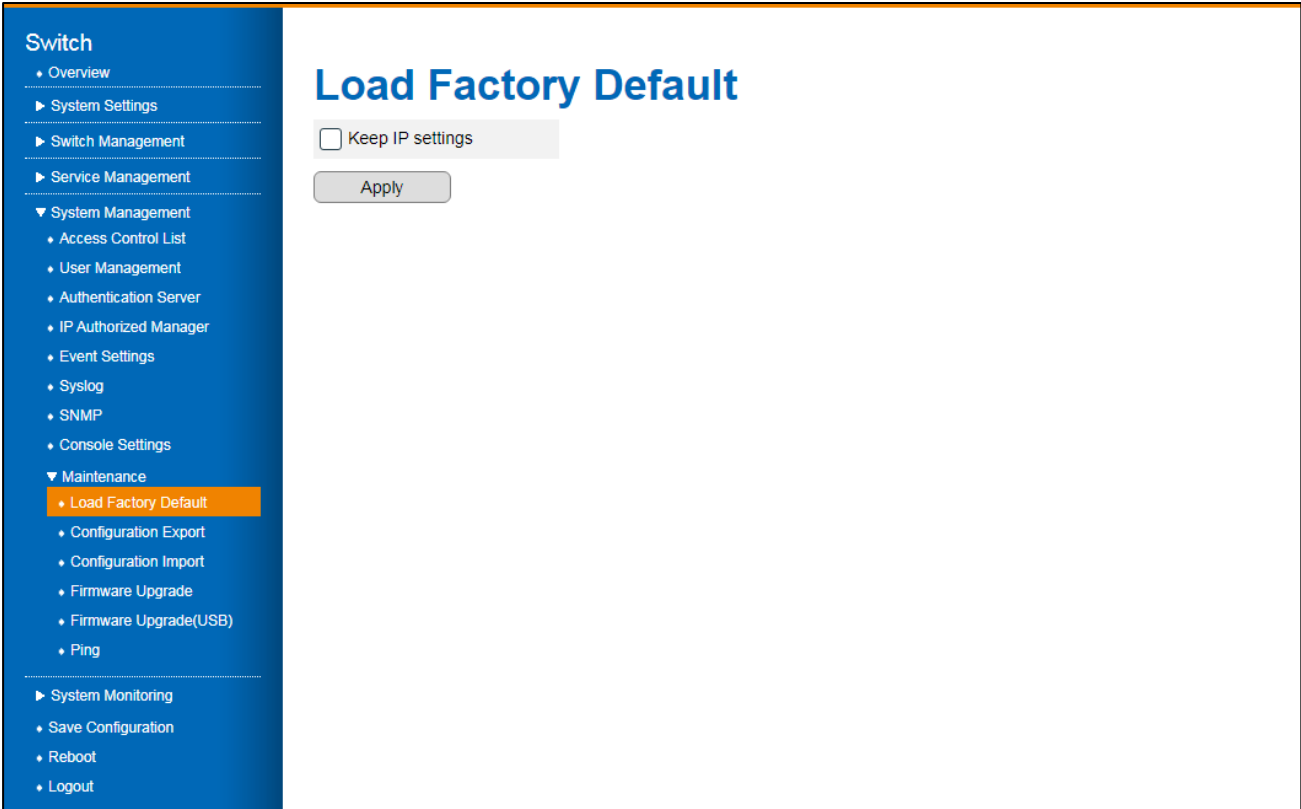 Switch
Overview
System Settings
Switch Management
Service Management
System Management
Access Control List
User Management
Authentication Server
IP Authorized Manager
Event Settings
Syslog
SNMP
Console Settings
Maintenance
Load Factory Default
Configuration Export
Configuration Import
Firmware Upgrade
Firmware Upgrade(USB)
Ping
System Monitoring
Save Configuration
Reboot
Logout
Load Factory Default
Keep IP settings
Apply